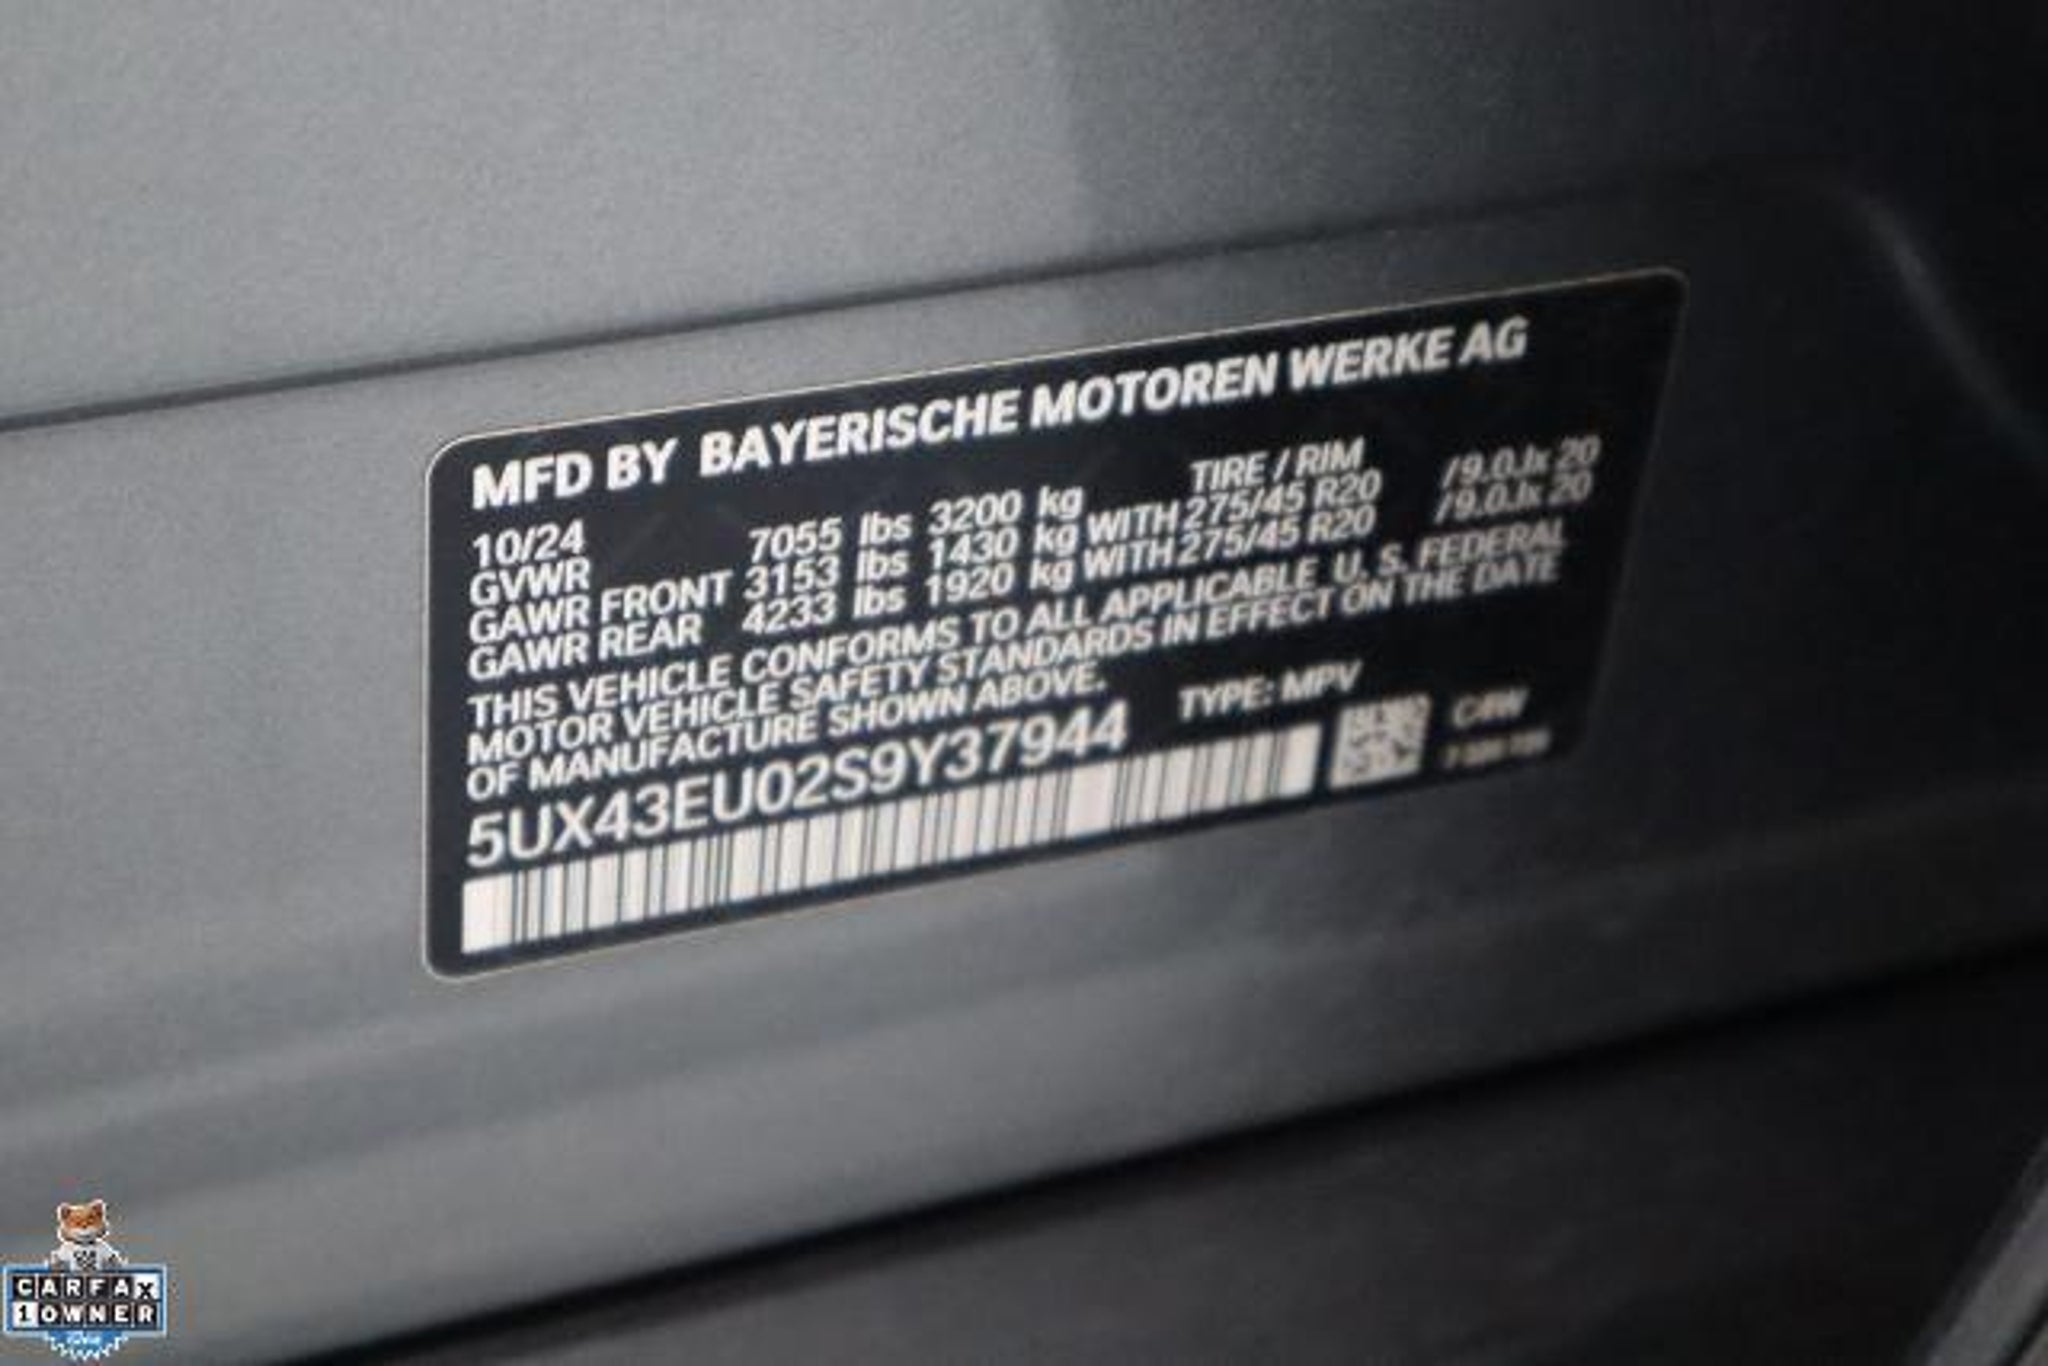 MFD BY BAYERISCHE MOTOREN WERKE AG
10/24 TIRE / RIM
GVWR 7055 lbs 3200 kg
GAWR FRONT 3153 lbs 1430 kg WITH 275/45 R20 /9.0Jx 20
GAWR REAR 4233 lbs 1920 kg WITH 275/45 R20 /9.0Jx 20
THIS VEHICLE CONFORMS TO ALL APPLICABLE U. S. FEDERAL
MOTOR VEHICLE SAFETY STANDARDS IN EFFECT ON THE DATE
OF MANUFACTURE SHOWN ABOVE.
5UX43EU02S9Y37944 TYPE: MPV
C4W
CARFAX
1 OWNER